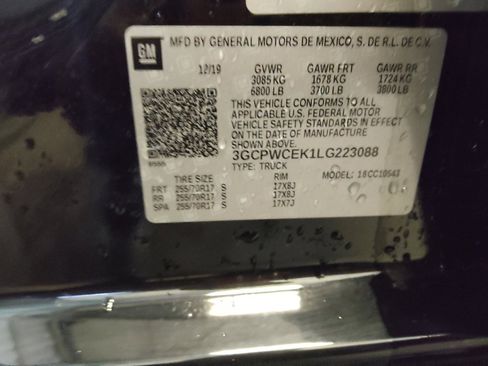 GM MFD BY GENERAL MOTORS DE MEXICO, S. DE R.L. DE C.V.
12/19 GVWR GAWR FRT GAWR RR
3085 KG 1678 KG 1724 KG
6800 LB 3700 LB 3800 LB
THIS VEHICLE CONFORMS TO ALL
APPLICABLE U.S. FEDERAL MOTOR
VEHICLE SAFETY STANDARDS IN EFFECT
ON THE DATE OF MANUFACTURE
SHOWN ABOVE.
3GCPWCEK1LG223088
TYPE: TRUCK MODEL: 18CC10543
TIRE SIZE RIM
FRT 255/70R17 S 17X8J
RR 255/70R17 S 17X8J
SPA 255/70R17 S 17X7J